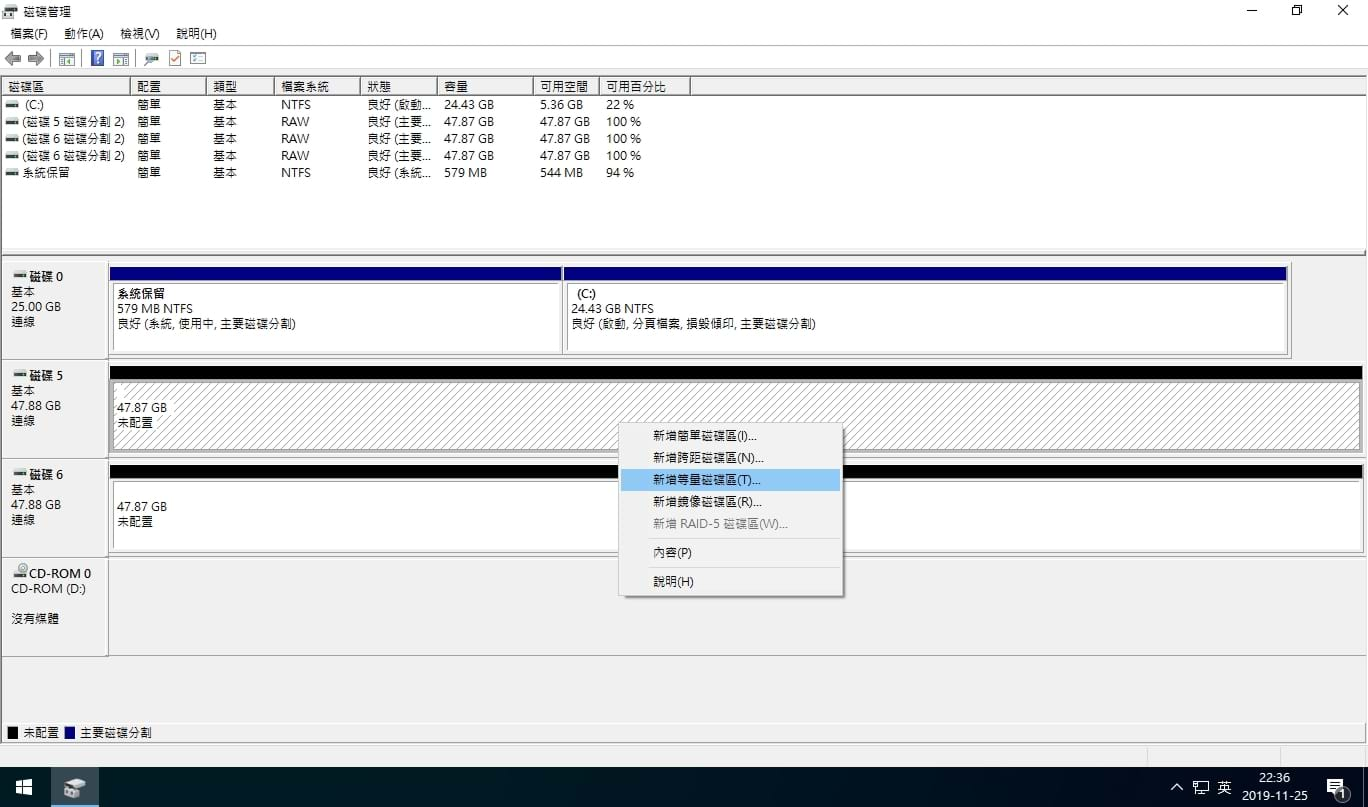 磁碟管理
檔案(F) 動作(A) 檢視(V) 說明(H)
磁碟區 配置 類型 檔案系統 狀態 容量 可用空間 可用百分比
(C:) 簡單 基本 NTFS 良好 (啟動... 24.43 GB 5.36 GB 22 %
(磁碟 5 磁碟分割 2) 簡單 基本 RAW 良好 (主要... 47.87 GB 47.87 GB 100 %
(磁碟 6 磁碟分割 2) 簡單 基本 RAW 良好 (主要... 47.87 GB 47.87 GB 100 %
(磁碟 6 磁碟分割 2) 簡單 基本 RAW 良好 (主要... 47.87 GB 47.87 GB 100 %
系統保留 簡單 基本 NTFS 良好 (系統... 579 MB 544 MB 94 %
磁碟 0
基本
25.00 GB
連線
系統保留
579 MB NTFS
良好 (系統, 使用中, 主要磁碟分割)
(C:)
24.43 GB NTFS
良好 (啟動, 分頁檔案, 損毀傾印, 主要磁碟分割)
磁碟 5
基本
47.88 GB
連線
47.87 GB
未配置
磁碟 6
基本
47.88 GB
連線
47.87 GB
未配置
新增簡單磁碟區(I)...
新增跨距磁碟區(N)...
新增等量磁碟區(T)...
新增鏡像磁碟區(R)...
新增 RAID-5 磁碟區(W)...
內容(P)
說明(H)
CD-ROM 0
CD-ROM (D:)
沒有媒體
未配置 主要磁碟分割
英
22:36
2019-11-25
1